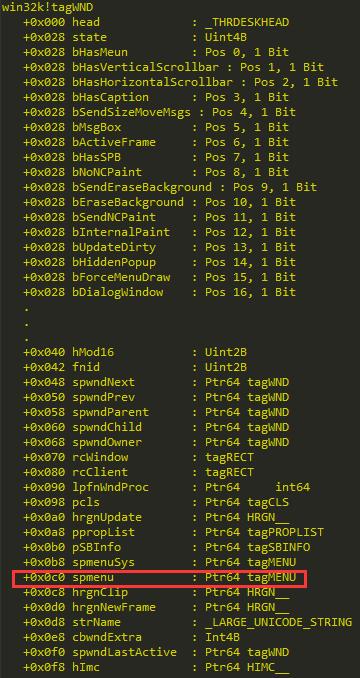 win32k!tagWND
+0x000 head : _THRDESKHEAD
+0x028 state : Uint4B
+0x028 bHasMeun : Pos 0, 1 Bit
+0x028 bHasVerticalScrollbar : Pos 1, 1 Bit
+0x028 bHasHorizontalScrollbar : Pos 2, 1 Bit
+0x028 bHasCaption : Pos 3, 1 Bit
+0x028 bSendSizeMoveMsgs : Pos 4, 1 Bit
+0x028 bMsgBox : Pos 5, 1 Bit
+0x028 bActiveFrame : Pos 6, 1 Bit
+0x028 bHasSPB : Pos 7, 1 Bit
+0x028 bNoNCPaint : Pos 8, 1 Bit
+0x028 bSendEraseBackground : Pos 9, 1 Bit
+0x028 bEraseBackground : Pos 10, 1 Bit
+0x028 bSendNCPaint : Pos 11, 1 Bit
+0x028 bInternalPaint : Pos 12, 1 Bit
+0x028 bUpdateDirty : Pos 13, 1 Bit
+0x028 bHiddenPopup : Pos 14, 1 Bit
+0x028 bForceMenuDraw : Pos 15, 1 Bit
+0x028 bDialogWindow : Pos 16, 1 Bit
.
.
.
+0x040 hMod16 : Uint2B
+0x042 fnid : Uint2B
+0x048 spwndNext : Ptr64 tagWND
+0x050 spwndPrev : Ptr64 tagWND
+0x058 spwndParent : Ptr64 tagWND
+0x060 spwndChild : Ptr64 tagWND
+0x068 spwndOwner : Ptr64 tagWND
+0x070 rcWindow : tagRECT
+0x080 rcClient : tagRECT
+0x090 lpfnWndProc : Ptr64 int64
+0x098 pcls : Ptr64 tagCLS
+0x0a0 hrgnUpdate : Ptr64 HRGN__
+0x0a8 ppropList : Ptr64 tagPROPLIST
+0x0b0 pSBInfo : Ptr64 tagSBINFO
+0x0b8 spmenuSys : Ptr64 tagMENU
+0x0c0 spmenu : Ptr64 tagMENU
+0x0c8 hrgnClip : Ptr64 HRGN__
+0x0d0 hrgnNewFrame : Ptr64 HRGN__
+0x0d8 strName : _LARGE_UNICODE_STRING
+0x0e8 cbwndExtra : Int4B
+0x0f0 spwndLastActive : Ptr64 tagWND
+0x0f8 hImc : Ptr64 HIMC__